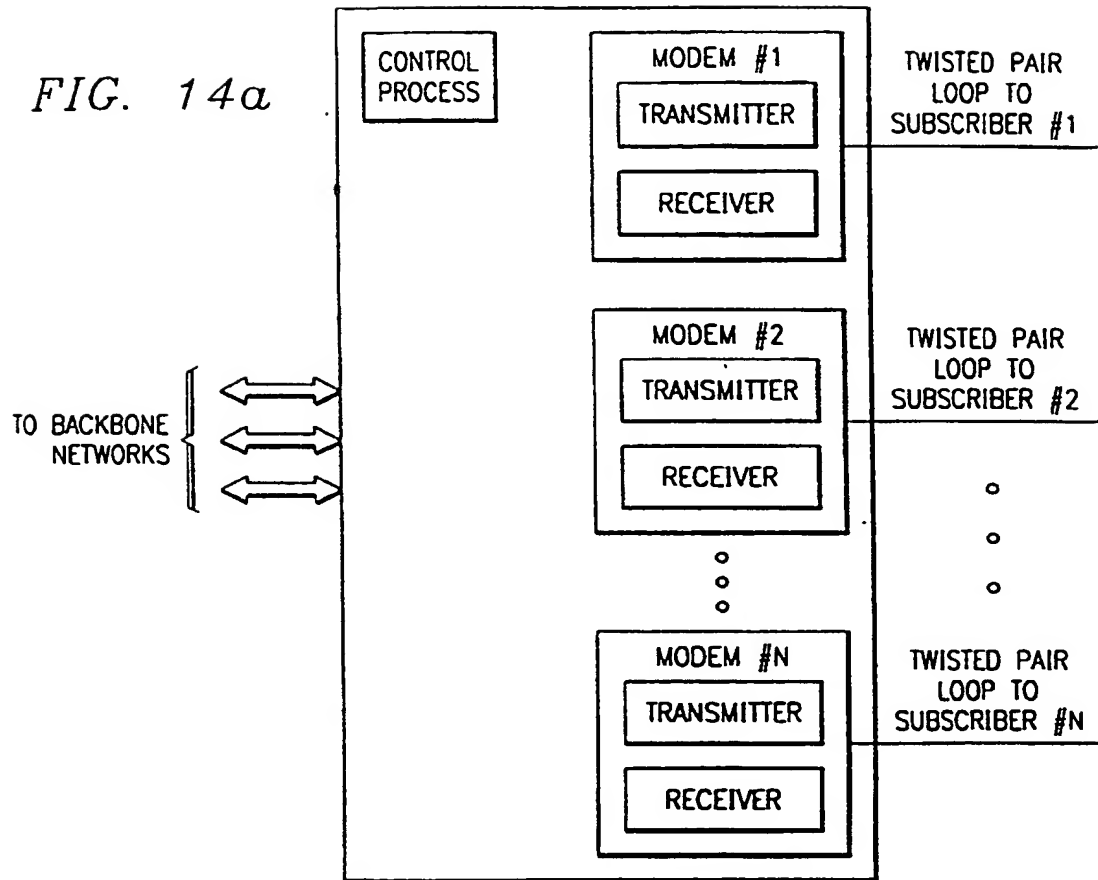 FIG. 14a
CONTROL
PROCESS
MODEM #1
TRANSMITTER
RECEIVER
TWISTED PAIR
LOOP TO
SUBSCRIBER #1
MODEM #2
TRANSMITTER
RECEIVER
TWISTED PAIR
LOOP TO
SUBSCRIBER #2
TO BACKBONE
NETWORKS
MODEM #N
TRANSMITTER
RECEIVER
TWISTED PAIR
LOOP TO
SUBSCRIBER #N